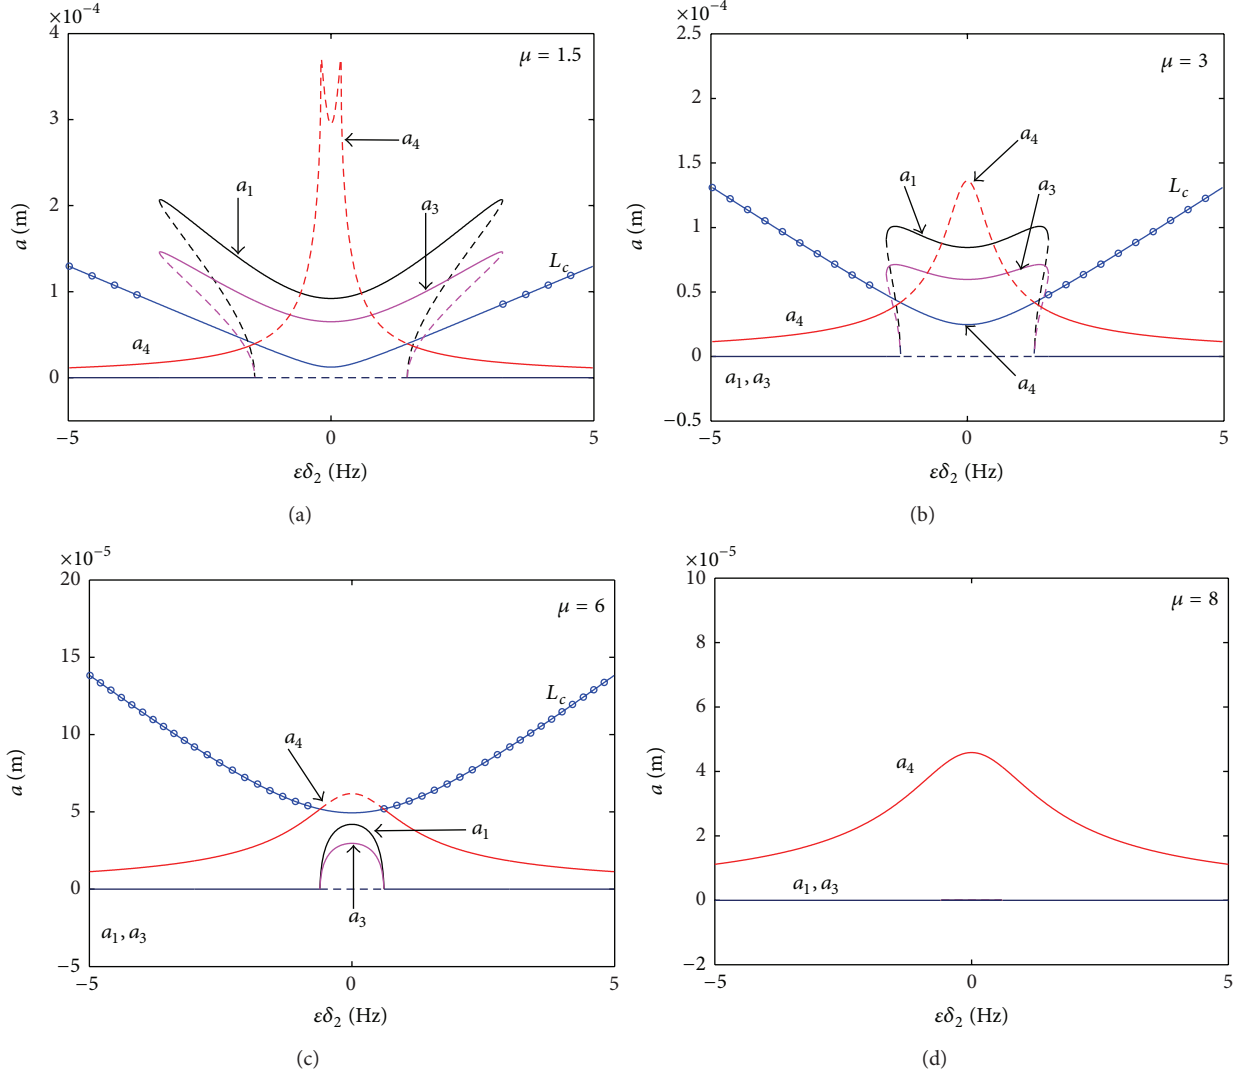 ×10⁻⁴
4
μ = 1.5
3
a₄
a (m)
2
a₁
a₃
1
L_c
a₄
0
−5 0 5
εδ₂ (Hz)
(a)
×10⁻⁴
2.5
μ = 3
2
1.5
a₄
a₁
a₃
L_c
a (m)
1
0.5
a₄
0
a₁, a₃
a₄
−0.5
−5 0 5
εδ₂ (Hz)
(b)
×10⁻⁵
20
μ = 6
15
L_c
a (m)
10
a₄
5
a₁
0
a₃
a₁, a₃
−5
−5 0 5
εδ₂ (Hz)
(c)
×10⁻⁵
10
μ = 8
8
6
a (m)
4
a₄
2
a₁, a₃
0
−2
−5 0 5
εδ₂ (Hz)
(d)